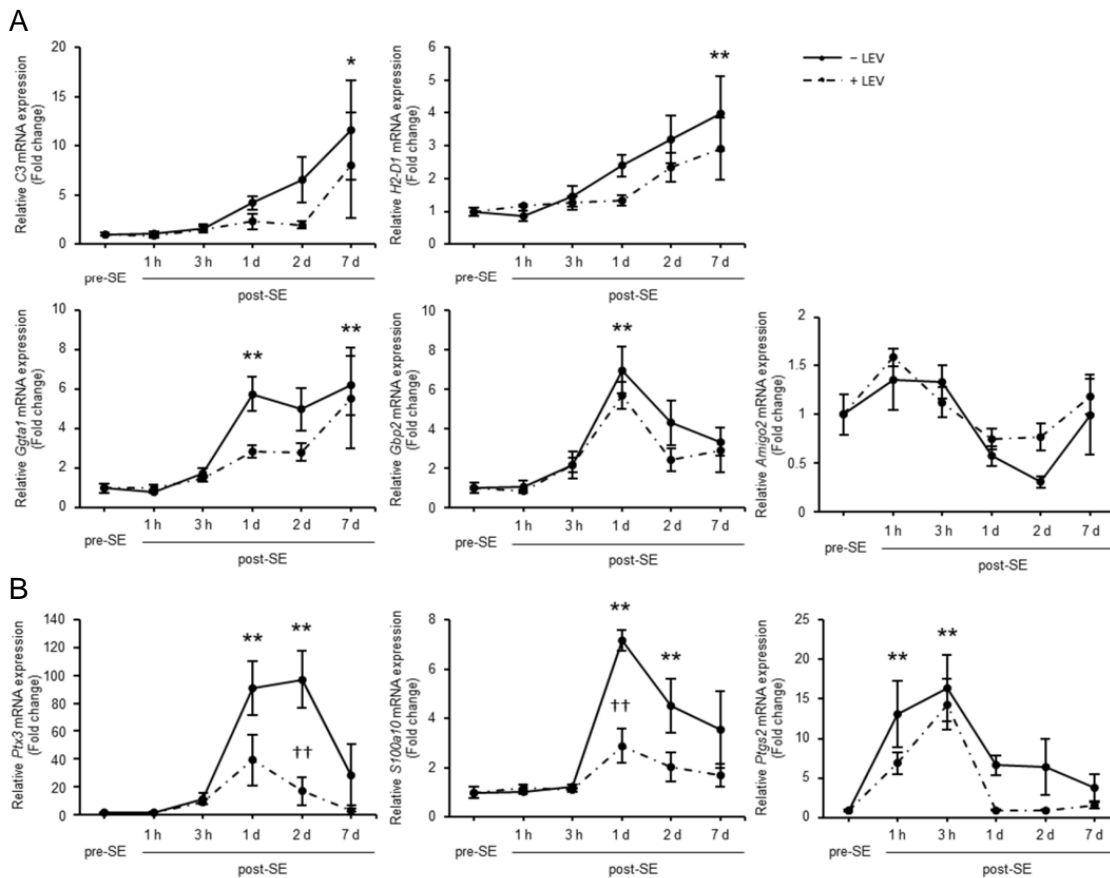 A
Relative C3 mRNA expression
(Fold change)
20
15
10
5
0
*
1 h
3 h
1 d
2 d
7 d
pre-SE
post-SE
Relative H2-D1 mRNA expression
(Fold change)
6
5
4
3
2
1
0
**
1 h
3 h
1 d
2 d
7 d
pre-SE
post-SE
– LEV
+ LEV
Relative Ggta1 mRNA expression
(Fold change)
10
8
6
4
2
0
**
**
1 h
3 h
1 d
2 d
7 d
pre-SE
post-SE
Relative Gbp2 mRNA expression
(Fold change)
10
8
6
4
2
0
**
1 h
3 h
1 d
2 d
7 d
pre-SE
post-SE
Relative Amigo2 mRNA expression
(Fold change)
2
1.5
1
0.5
0
1 h
3 h
1 d
2 d
7 d
pre-SE
post-SE
B
Relative Ptx3 mRNA expression
(Fold change)
140
120
100
80
60
40
20
0
**
**
††
1 h
3 h
1 d
2 d
7 d
pre-SE
post-SE
Relative S100a10 mRNA expression
(Fold change)
8
6
4
2
0
**
**
††
1 h
3 h
1 d
2 d
7 d
pre-SE
post-SE
Relative Ptgs2 mRNA expression
(Fold change)
25
20
15
10
5
0
**
**
1 h
3 h
1 d
2 d
7 d
pre-SE
post-SE